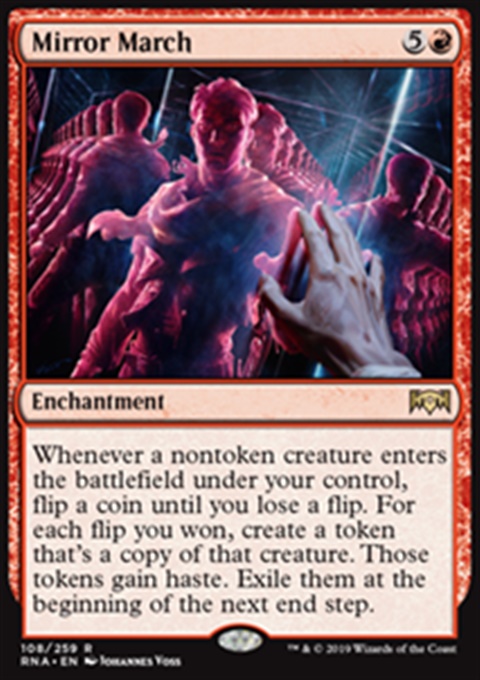 Mirror March 5
Enchantment
Whenever a nontoken creature enters
the battlefield under your control,
flip a coin until you lose a flip. For
each flip you won, create a token
that's a copy of that creature. Those
tokens gain haste. Exile them at the
beginning of the next end step.
108/259 R
RNA • EN Johannes Voss ™ & © 2019 Wizards of the Coast